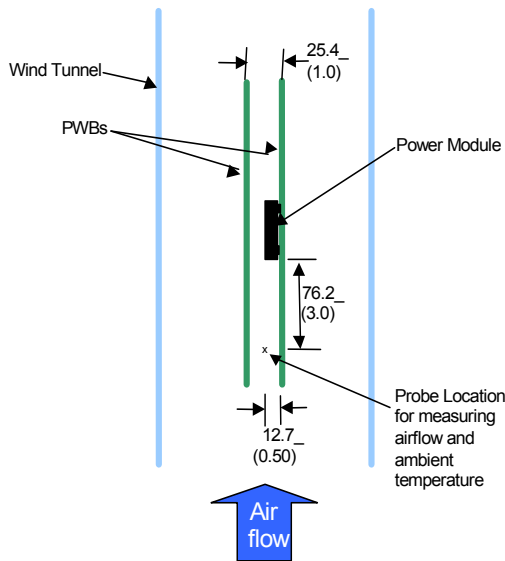 25.4_
(1.0)
Wind Tunnel
PWBs
Power Module
76.2_
(3.0)
x
Probe Location
for measuring
airflow and
ambient
temperature
12.7_
(0.50)
Air
flow